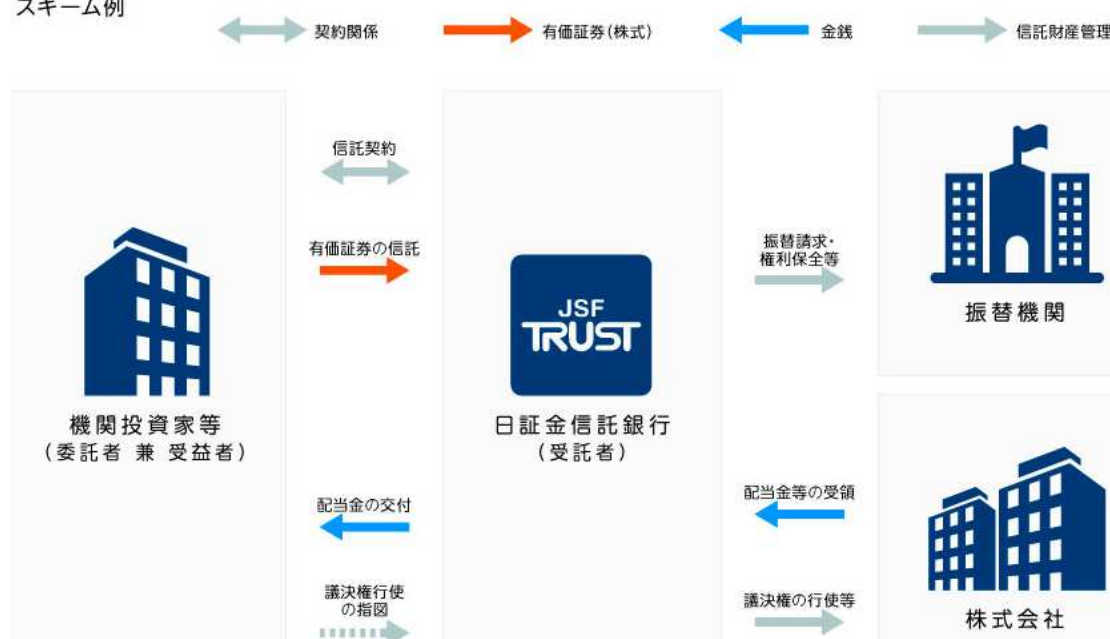 スキーム例
契約関係
有価証券(株式)
金銭
信託財産管理
信託契約
有価証券の信託
振替請求・
権利保全等
振替機関
JSF
TRUST
機関投資家等
(委託者 兼 受益者)
日証金信託銀行
(受託者)
配当金の交付
配当金等の受領
議決権行使
の指図
議決権の行使等
株式会社